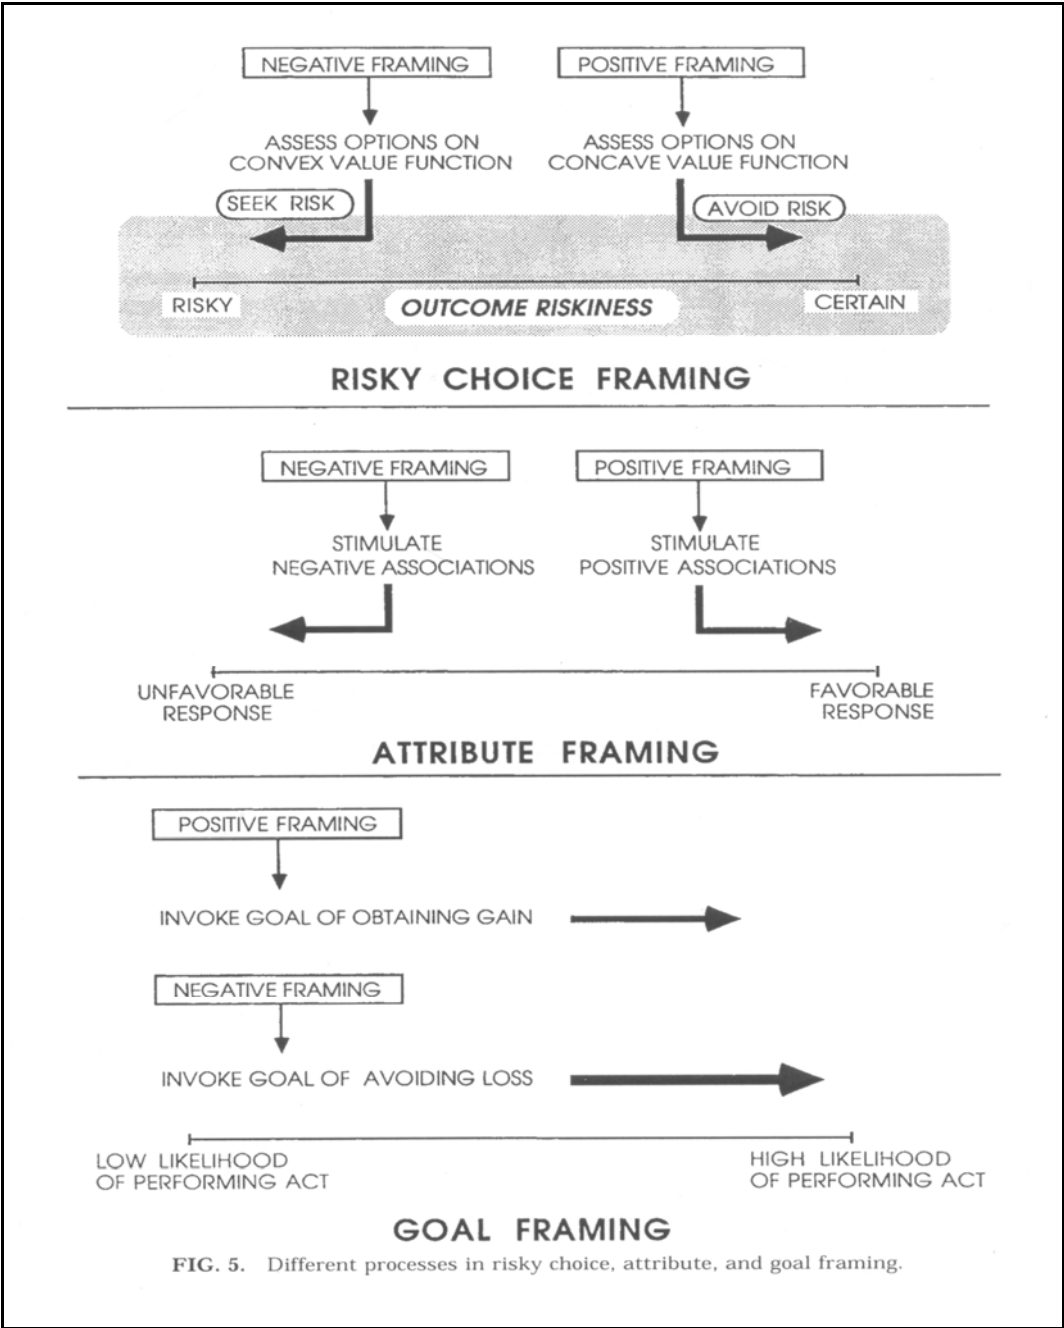 NEGATIVE FRAMING
POSITIVE FRAMING
ASSESS OPTIONS ON
CONVEX VALUE FUNCTION
ASSESS OPTIONS ON
CONCAVE VALUE FUNCTION
SEEK RISK
AVOID RISK
RISKY
OUTCOME RISKINESS
CERTAIN
RISKY CHOICE FRAMING
NEGATIVE FRAMING
POSITIVE FRAMING
STIMULATE
NEGATIVE ASSOCIATIONS
STIMULATE
POSITIVE ASSOCIATIONS
UNFAVORABLE
RESPONSE
FAVORABLE
RESPONSE
ATTRIBUTE FRAMING
POSITIVE FRAMING
INVOKE GOAL OF OBTAINING GAIN
NEGATIVE FRAMING
INVOKE GOAL OF AVOIDING LOSS
LOW LIKELIHOOD
OF PERFORMING ACT
HIGH LIKELIHOOD
OF PERFORMING ACT
GOAL FRAMING
FIG. 5. Different processes in risky choice, attribute, and goal framing.